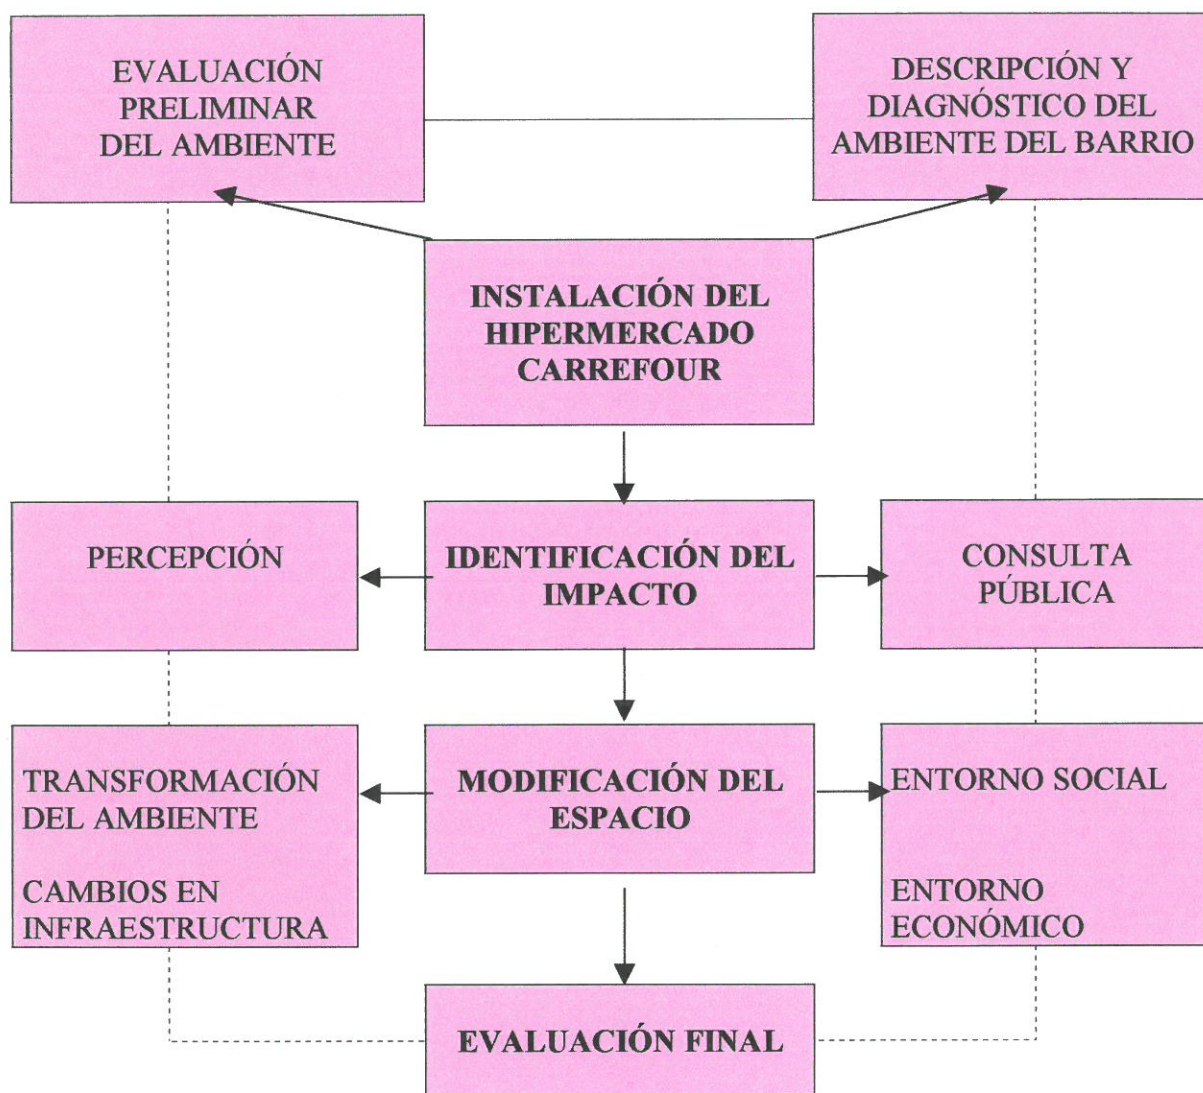 EVALUACIÓN
PRELIMINAR
DEL AMBIENTE
DESCRIPCIÓN Y
DIAGNÓSTICO DEL
AMBIENTE DEL BARRIO
INSTALACIÓN DEL
HIPERMERCADO
CARREFOUR
PERCEPCIÓN
IDENTIFICACIÓN DEL
IMPACTO
CONSULTA
PÚBLICA
TRANSFORMACIÓN
DEL AMBIENTE
CAMBIOS EN
INFRAESTRUCTURA
MODIFICACIÓN DEL
ESPACIO
ENTORNO SOCIAL
ENTORNO
ECONÓMICO
EVALUACIÓN FINAL